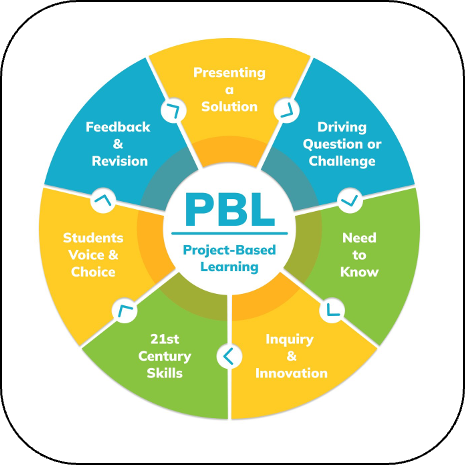 Presenting
a
Solution
Driving
Question or
Challenge
Need
to
Know
Inquiry
&
Innovation
21st
Century
Skills
Students
Voice &
Choice
Feedback
&
Revision
PBL
Project-Based
Learning